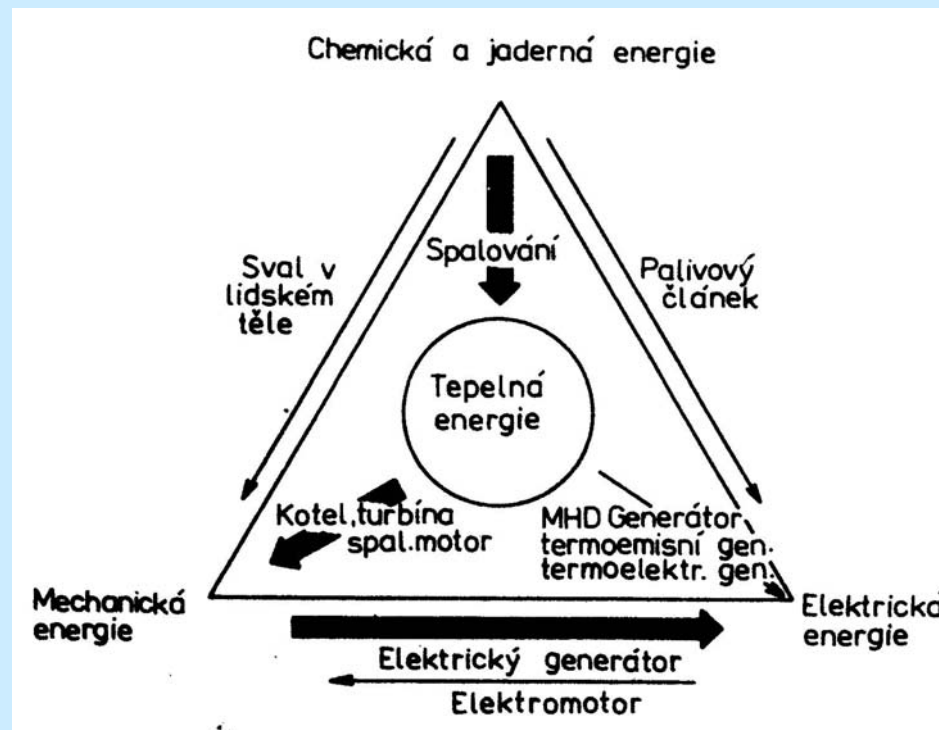 Chemická a jaderná energie
Spalování
Sval v
lidském
těle
Palivový
článek
Tepelná
energie
Kotel,turbína
spal.motor
MHD Generátor
termoemisní gen.
termoelektr. gen.
Mechanická
energie
Elektrická
energie
Elektrický generátor
Elektromotor